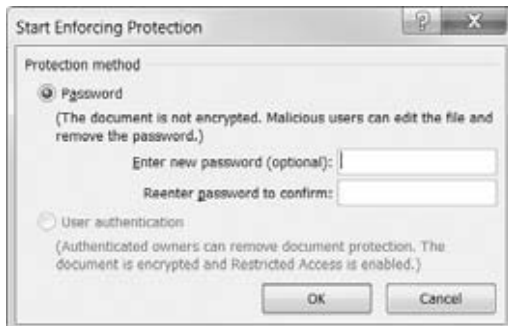 Start Enforcing Protection
Protection method
Password
(The document is not encrypted. Malicious users can edit the file and
remove the password.)
Enter new password (optional):
Reenter password to confirm:
User authentication
(Authenticated owners can remove document protection. The
document is encrypted and Restricted Access is enabled.)
OK Cancel